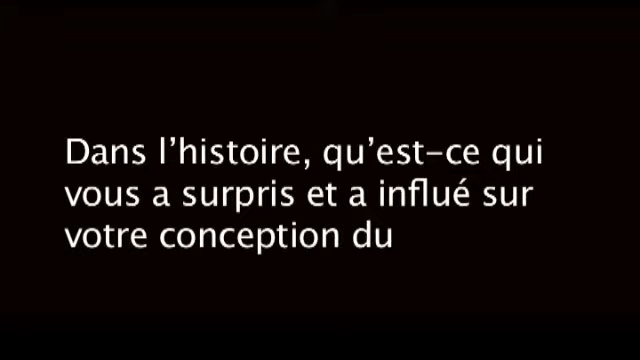 Dans l’histoire, qu’est-ce qui
vous a surpris et a influé sur
votre conception du